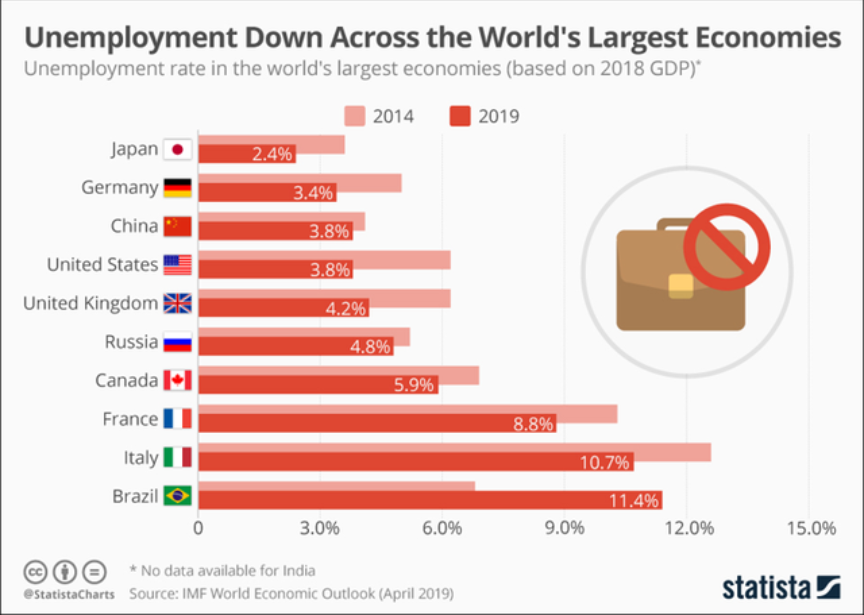 Unemployment Down Across the World's Largest Economies
Unemployment rate in the world's largest economies (based on 2018 GDP)*
2014 2019
Japan 2.4%
Germany 3.4%
China 3.8%
United States 3.8%
United Kingdom 4.2%
Russia 4.8%
Canada 5.9%
France 8.8%
Italy 10.7%
Brazil 11.4%
0 3.0% 6.0% 9.0% 12.0% 15.0%
cc
@StatistaCharts
* No data available for India
Source: IMF World Economic Outlook (April 2019)
statista